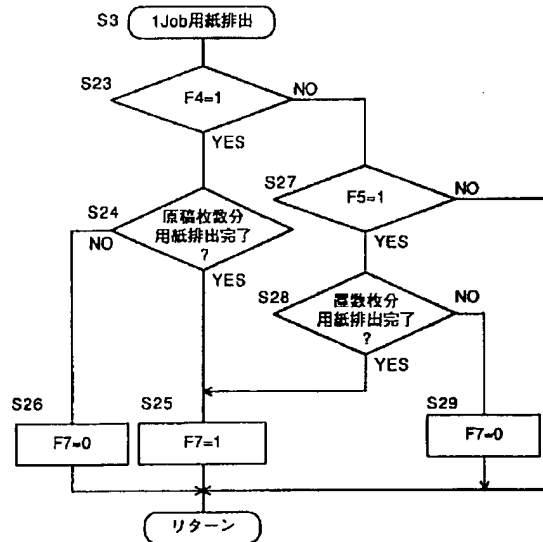 S3
1Job用紙排出
S23
F4=1
NO
YES
S27
F5=1
NO
YES
S24
原稿枚数分
用紙排出完了
?
NO
YES
S28
置数枚分
用紙排出完了
?
NO
YES
S26
F7=0
S25
F7=1
S29
F7=0
リターン